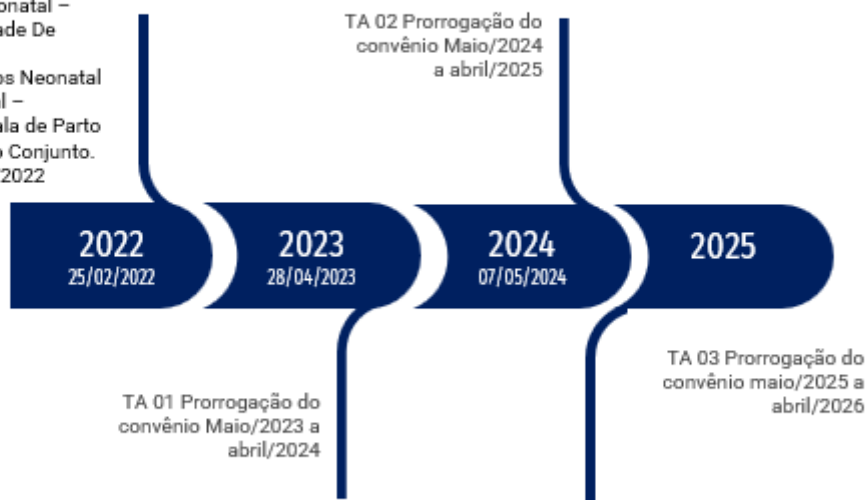 onatal –
ade De
os Neonatal
l –
ala de Parto
o Conjunto.
2022
TA 02 Prorrogação do
convênio Maio/2024
a abril/2025
2022
25/02/2022
2023
28/04/2023
2024
07/05/2024
2025
TA 01 Prorrogação do
convênio Maio/2023 a
abril/2024
TA 03 Prorrogação do
convênio maio/2025 a
abril/2026